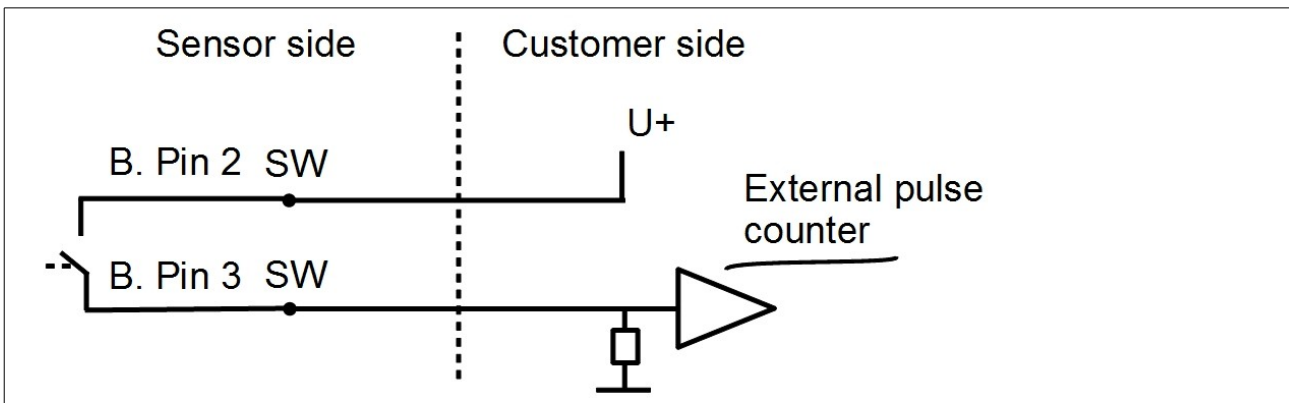 Sensor side
Customer side
U+
B. Pin 2 SW
External pulse
counter
B. Pin 3 SW